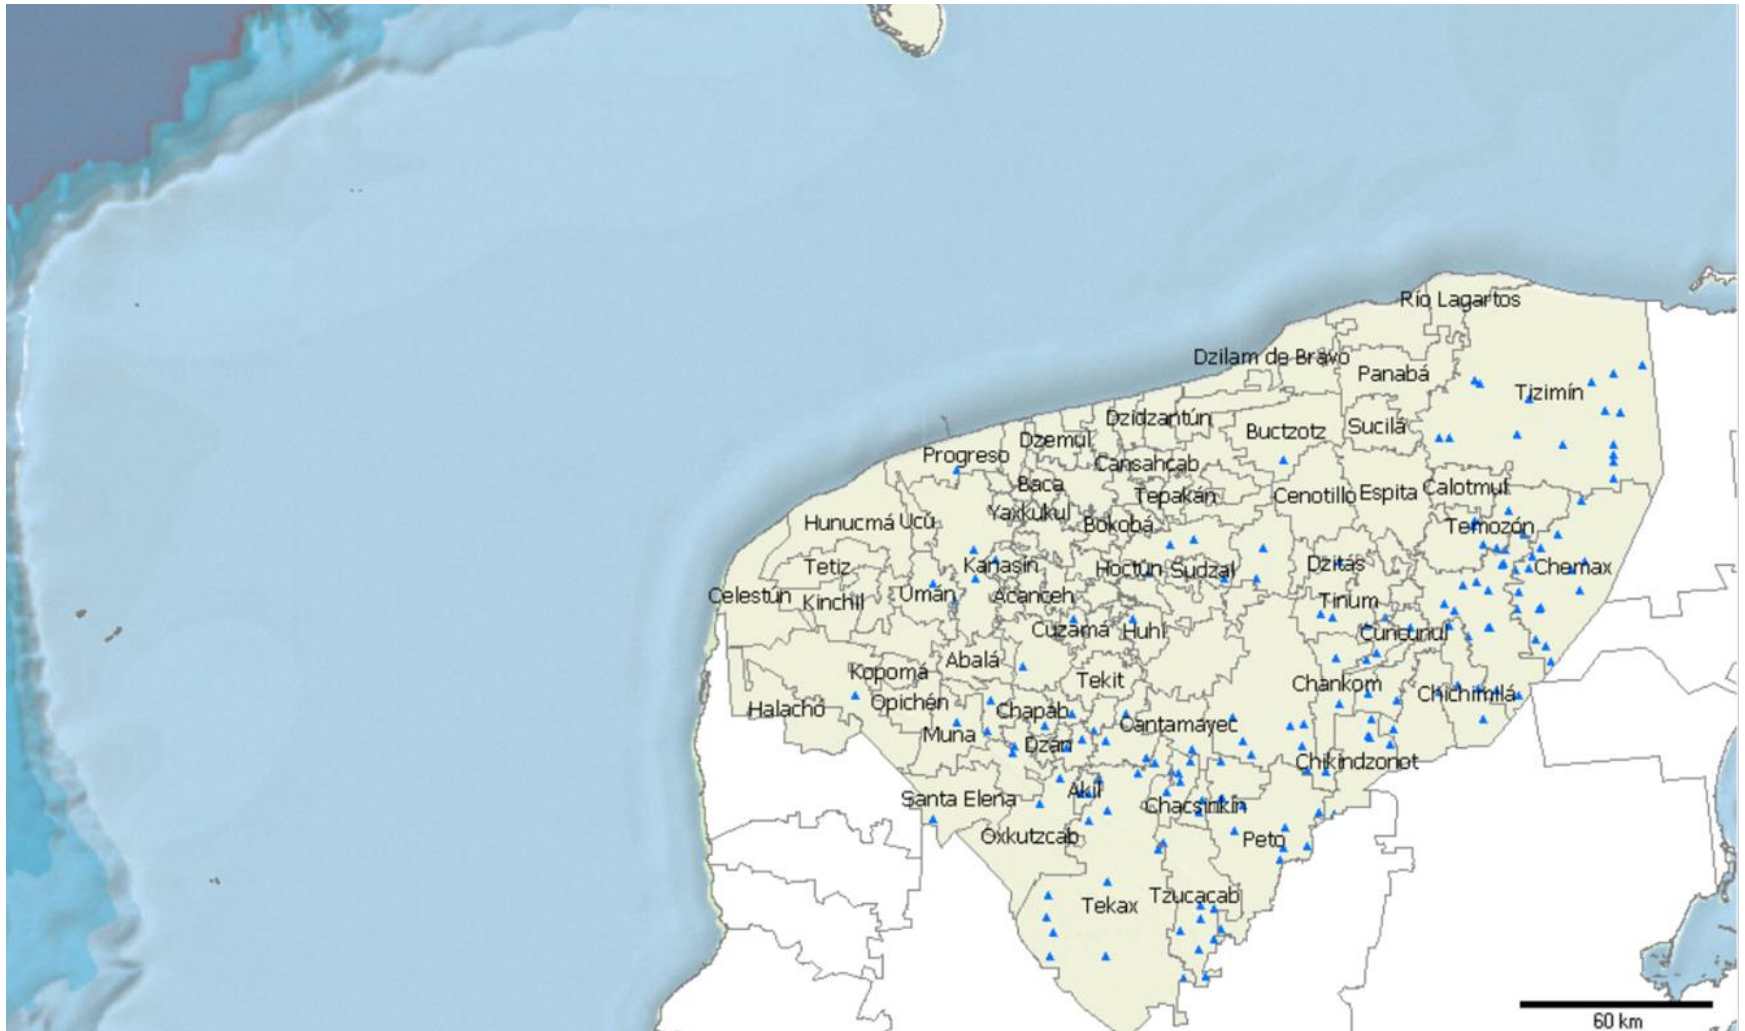 Río Lagartos
Dzilam de Bravo
Panabá
Tizimín
Dzidzantún
Sucilá
Buctzotz
Dzemul
Progreso
Cansahcab
Baca
Calotmul
Tepakán
Cenotillo
Espita
Yaxkukul
Hunucmá
Ucú
Bokobá
Temozón
Tetiz
Kanasín
Hoctún
Sudzal
Dzitás
Chemax
Celestún
Kinchil
Umán
Acanceh
Tinum
Cuzamá
Huhí
Cuncunul
Abalá
Kopomá
Tekit
Chankom
Chichimilá
Halachó
Opichén
Chapab
Cantamayec
Muna
Dzán
Chikindzonot
Akil
Santa Elena
Chacsinkín
Oxkutzcab
Peto
Tekax
Tzucacab
60 km